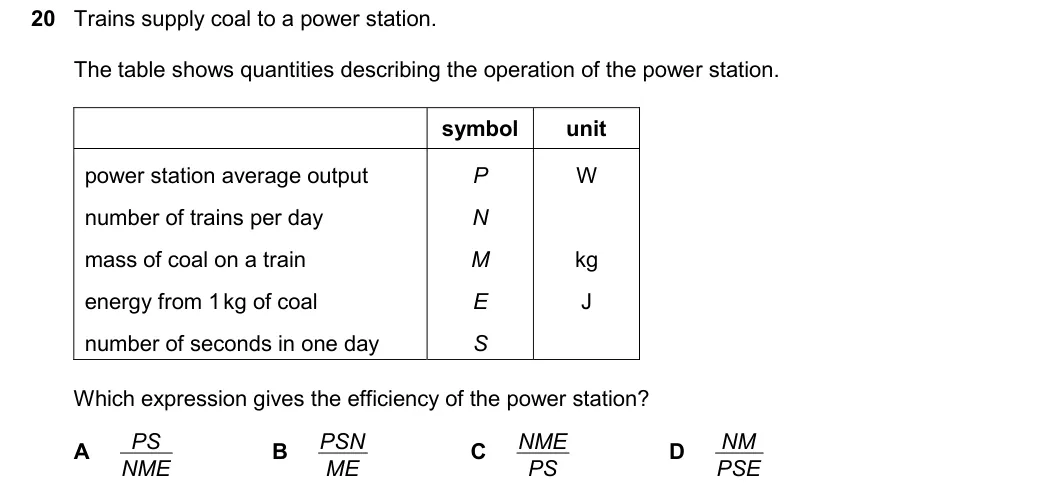 20 Trains supply coal to a power station.
The table shows quantities describing the operation of the power station.
symbol unit
power station average output P W
number of trains per day N
mass of coal on a train M kg
energy from 1 kg of coal E J
number of seconds in one day S
Which expression gives the efficiency of the power station?
A PS/NME B PSN/ME C NME/PS D NM/PSE